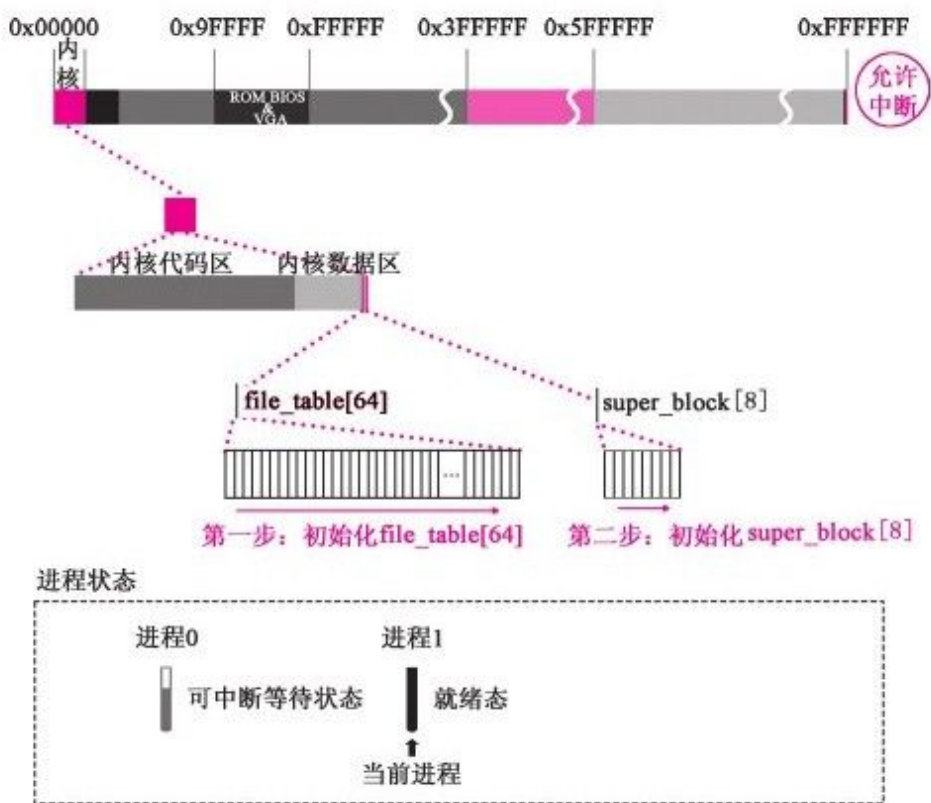 0x00000 0x9FFFF 0xFFFFF 0x3FFFFF 0x5FFFFF 0xFFFFFF
内
核
ROM BIOS
&
VGA
允许
中断
内核代码区 内核数据区
file_table[64] super_block[8]
...
第一步：初始化file_table[64] 第二步：初始化super_block[8]
进程状态
进程0 进程1
可中断等待状态 就绪态
当前进程